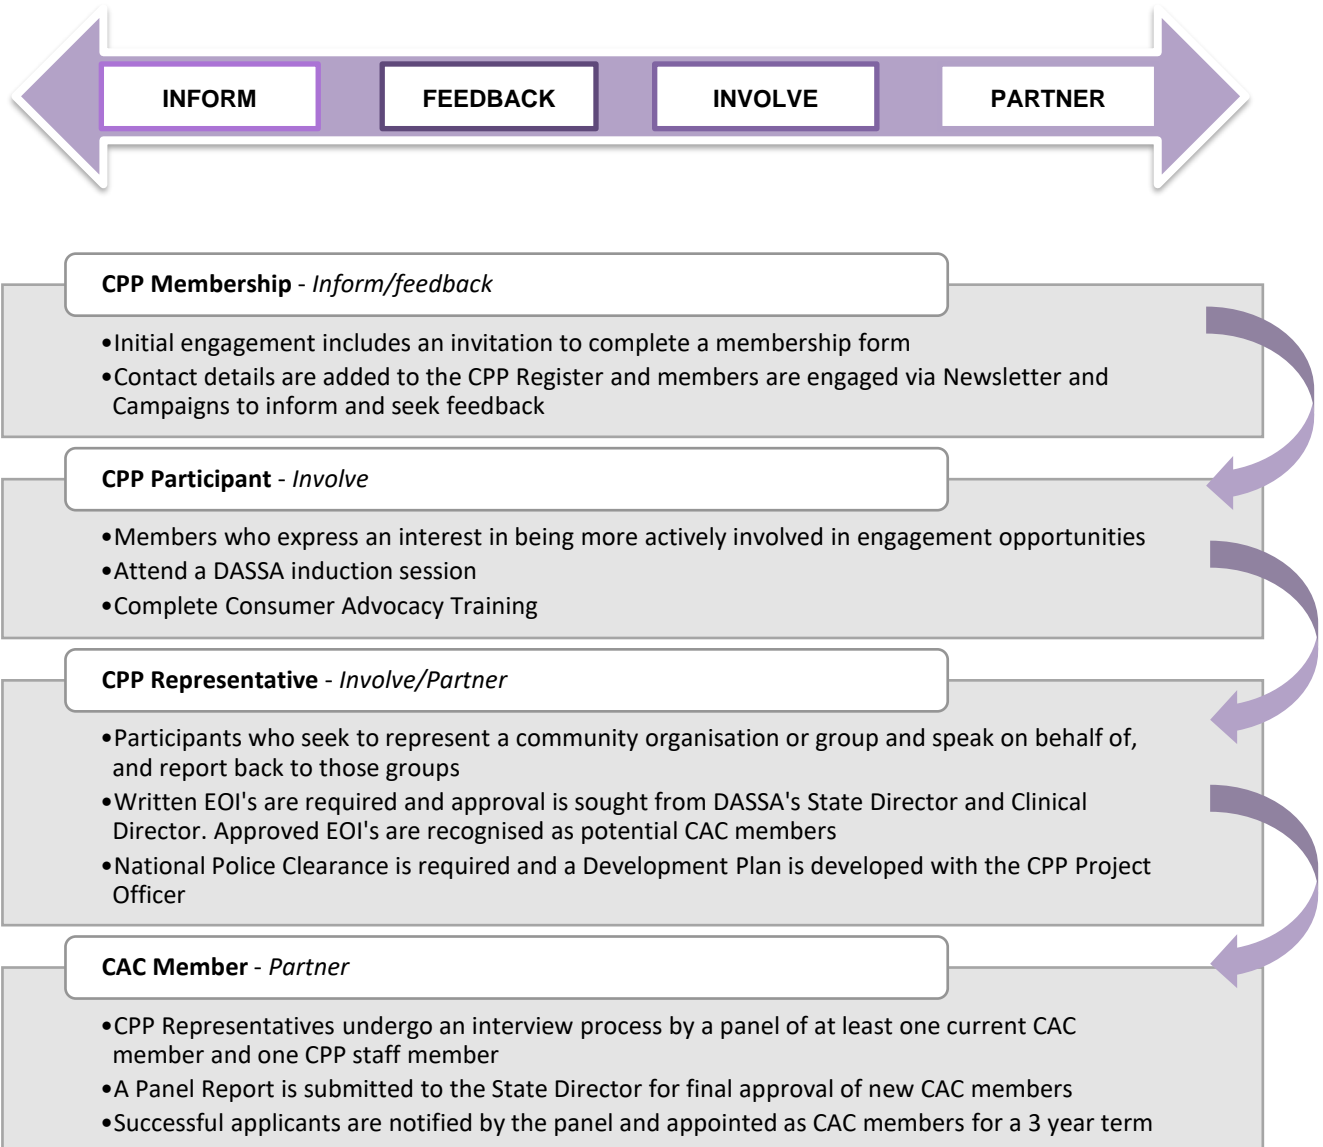 INFORM
FEEDBACK
INVOLVE
PARTNER
CPP Membership - Inform/feedback
•Initial engagement includes an invitation to complete a membership form
•Contact details are added to the CPP Register and members are engaged via Newsletter and
Campaigns to inform and seek feedback
CPP Participant - Involve
•Members who express an interest in being more actively involved in engagement opportunities
•Attend a DASSA induction session
•Complete Consumer Advocacy Training
CPP Representative - Involve/Partner
•Participants who seek to represent a community organisation or group and speak on behalf of,
and report back to those groups
•Written EOI's are required and approval is sought from DASSA's State Director and Clinical
Director. Approved EOI's are recognised as potential CAC members
•National Police Clearance is required and a Development Plan is developed with the CPP Project
Officer
CAC Member - Partner
•CPP Representatives undergo an interview process by a panel of at least one current CAC
member and one CPP staff member
•A Panel Report is submitted to the State Director for final approval of new CAC members
•Successful applicants are notified by the panel and appointed as CAC members for a 3 year term